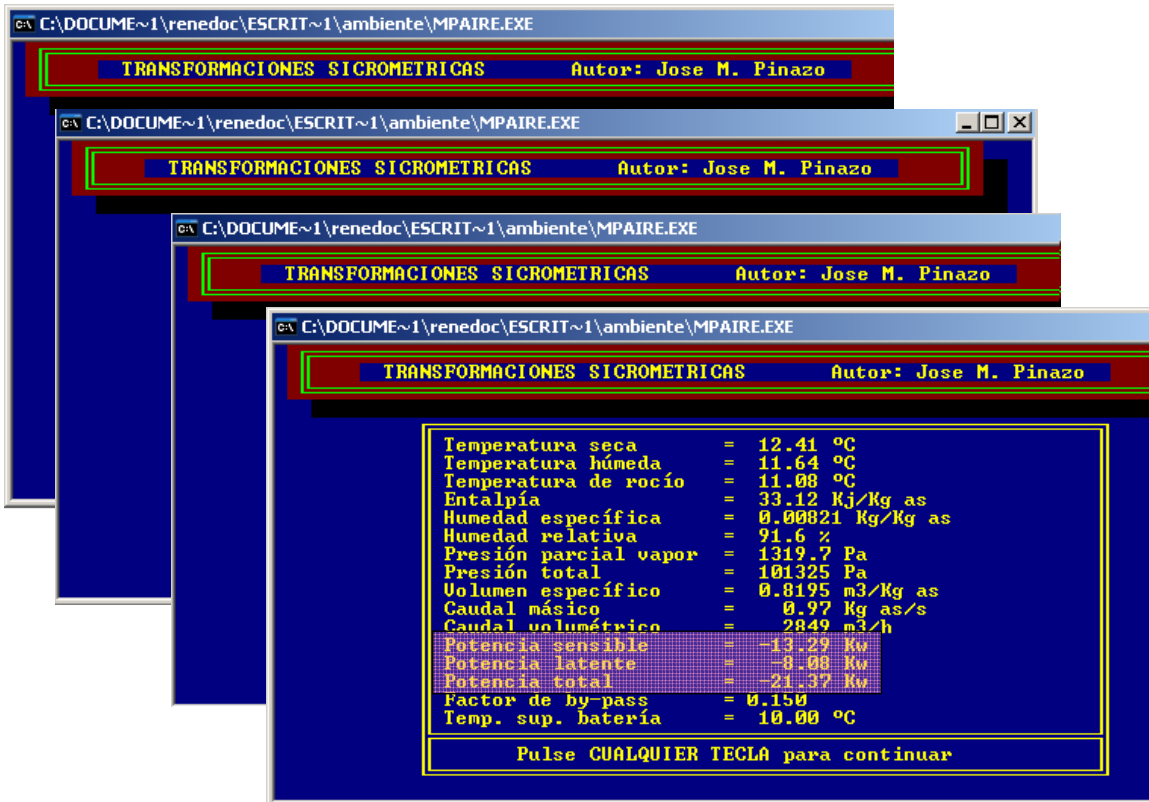 C:\DOCUME~1\renedoc\ESCRIT~1\ambiente\MPAIRE.EXE
TRANSFORMACIONES SICROMETRICAS Autor: Jose M. Pinazo
C:\DOCUME~1\renedoc\ESCRIT~1\ambiente\MPAIRE.EXE
TRANSFORMACIONES SICROMETRICAS Autor: Jose M. Pinazo
C:\DOCUME~1\renedoc\ESCRIT~1\ambiente\MPAIRE.EXE
TRANSFORMACIONES SICROMETRICAS Autor: Jose M. Pinazo
C:\DOCUME~1\renedoc\ESCRIT~1\ambiente\MPAIRE.EXE
TRANSFORMACIONES SICROMETRICAS Autor: Jose M. Pinazo
Temperatura seca = 12.41 ºC
Temperatura húmeda = 11.64 ºC
Temperatura de rocío = 11.08 ºC
Entalpía = 33.12 Kj/Kg as
Humedad específica = 0.00821 Kg/Kg as
Humedad relativa = 91.6 %
Presión parcial vapor = 1319.7 Pa
Presión total = 101325 Pa
Volumen específico = 0.8195 m3/Kg as
Caudal másico = 0.97 Kg as/s
Caudal volumétrico = 2849 m3/h
Potencia sensible = -13.29 Kw
Potencia latente = -8.08 Kw
Potencia total = -21.37 Kw
Factor de by-pass = 0.150
Temp. sup. batería = 10.00 ºC
Pulse CUALQUIER TECLA para continuar